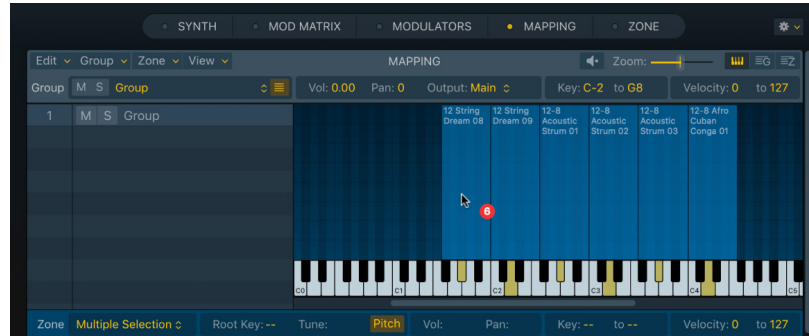 SYNTH MOD MATRIX MODULATORS MAPPING ZONE
Edit Group Zone View MAPPING Zoom: G Z
Group M S Group Vol: 0.00 Pan: 0 Output: Main Key: C-2 to G8 Velocity: 0 to 127
1 M S Group
12 String Dream 08
12 String Dream 09
12-8 Acoustic Strum 01
12-8 Acoustic Strum 02
12-8 Acoustic Strum 03
12-8 Afro Cuban Conga 01
6
C0 C1 C2 C3 C4 C5
Zone Multiple Selection Root Key: -- Tune: Pitch Vol: Pan: Key: -- to -- Velocity: 0 to 127